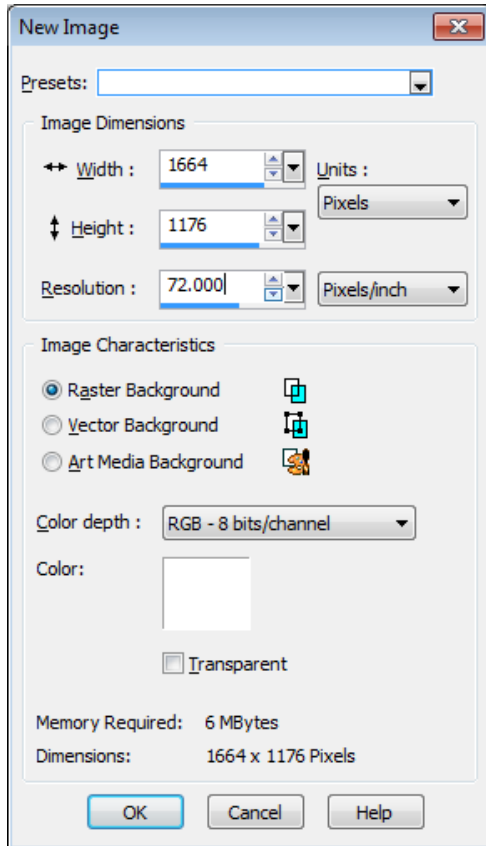 New Image
Presets:
Image Dimensions
Width : 1664 Units :
Pixels
Height : 1176
Resolution : 72.000 Pixels/inch
Image Characteristics
Raster Background
Vector Background
Art Media Background
Color depth : RGB - 8 bits/channel
Color:
Transparent
Memory Required: 6 MBytes
Dimensions: 1664 x 1176 Pixels
OK Cancel Help